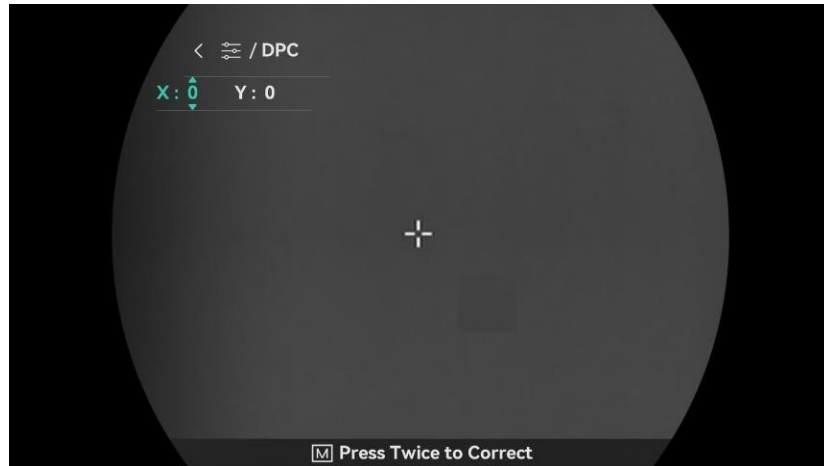 / DPC
X : 0 Y : 0
M Press Twice to Correct